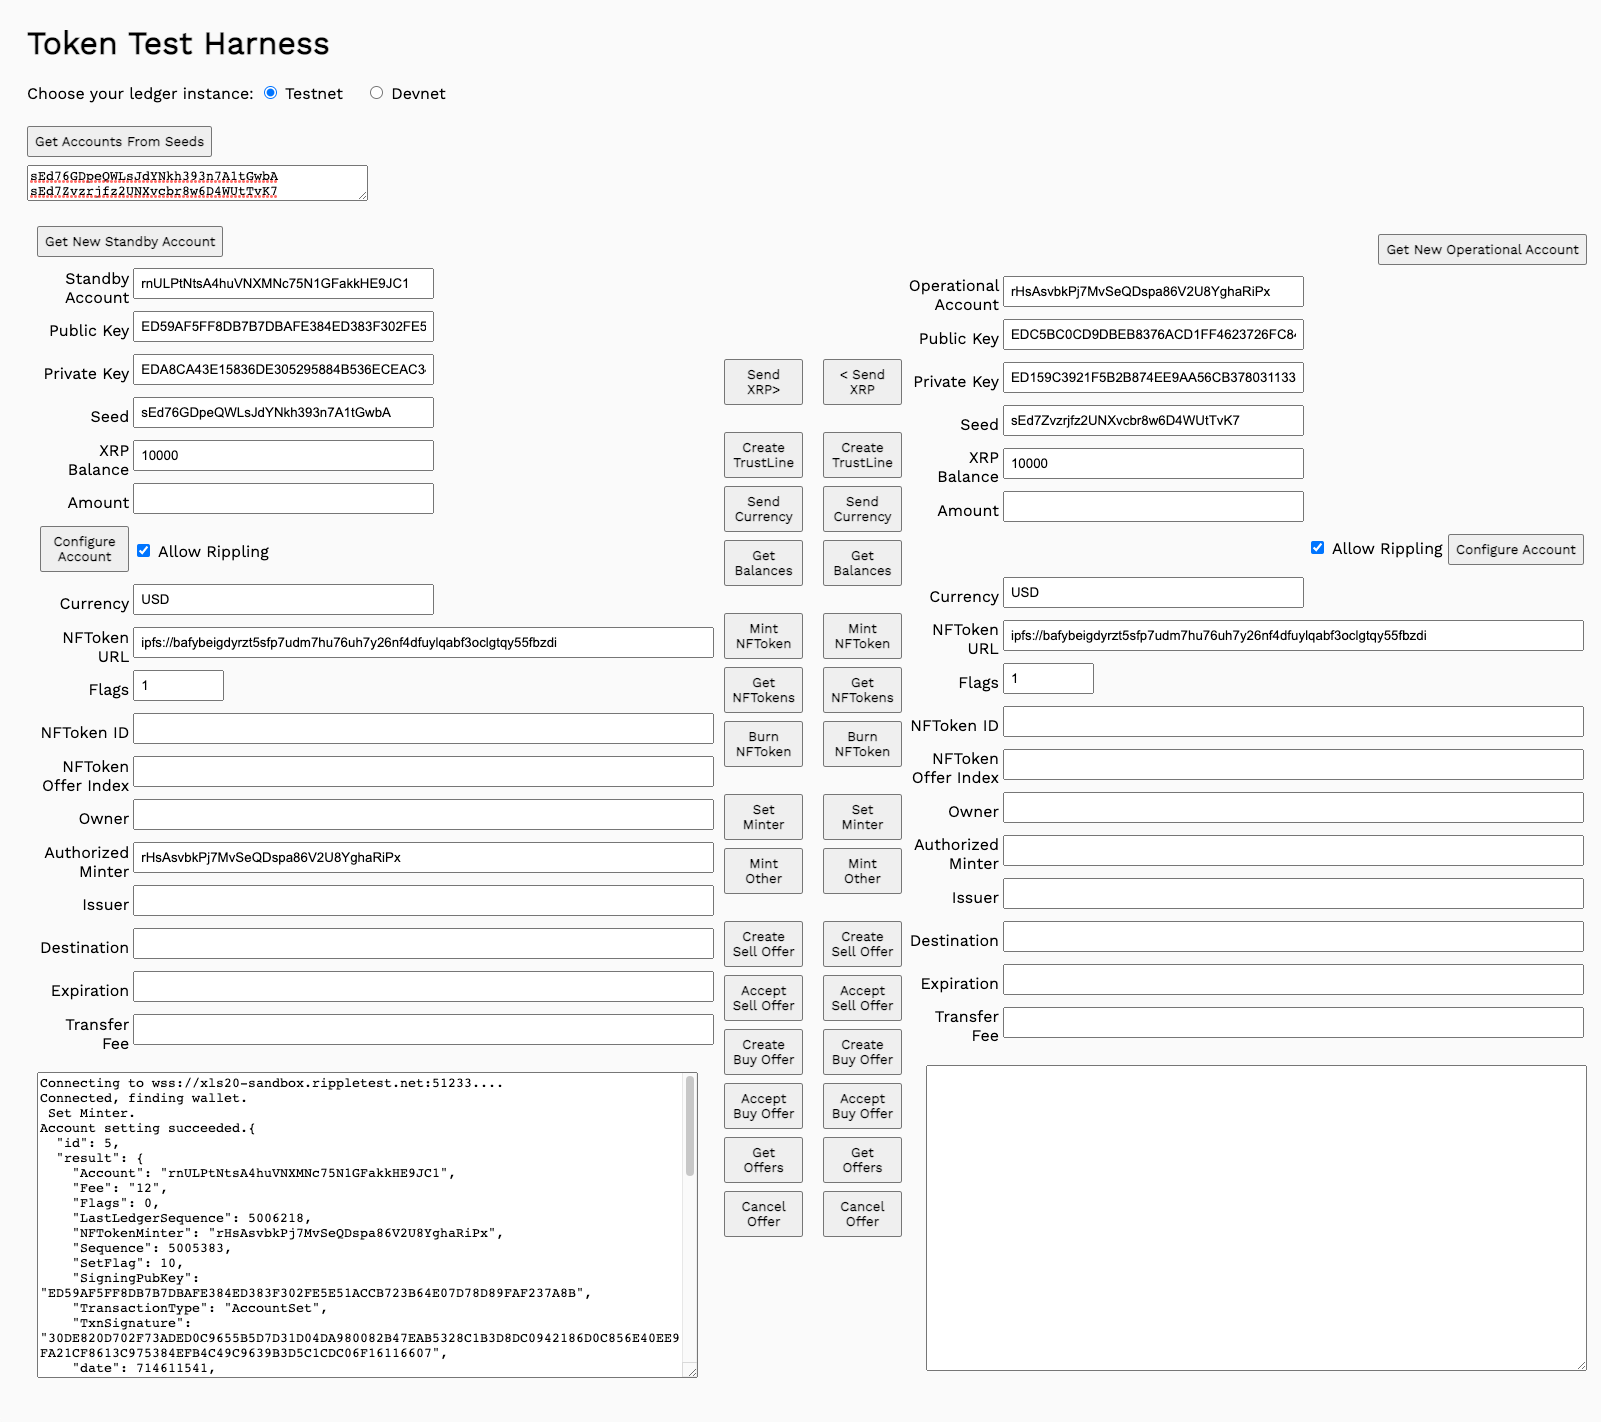 Token Test Harness
Choose your ledger instance: Testnet Devnet
Get Accounts From Seeds
sEd76GDpeQWLsJdYNkh393n7A1tGwbA
sEd7Zvzrjfz2UNXvcbr8w6D4WUtTvK7
Get New Standby Account
Standby
Account
rnULPtNtsA4huVNXMNc75N1GFakkHE9JC1
Public Key
ED59AF5FF8DB7B7DBAFE384ED383F302FE5
Private Key
EDA8CA43E15836DE305295884B536ECEAC3
Seed
sEd76GDpeQWLsJdYNkh393n7A1tGwbA
XRP
Balance
10000
Amount
Configure
Account
Allow Rippling
Currency
USD
NFToken
URL
ipfs://bafybeigdyrzt5sfp7udm7hu76uh7y26nf4dfuylqabf3oclgtqy55fbzdi
Flags
1
NFToken ID
NFToken
Offer Index
Owner
Authorized
Minter
rHsAsvbkPj7MvSeQDspa86V2U8YghaRiPx
Issuer
Destination
Expiration
Transfer
Fee
Connecting to wss://xls20-sandbox.rippletest.net:51233....
Connected, finding wallet.
Set Minter.
Account setting succeeded.{
"id": 5,
"result": {
"Account": "rnULPtNtsA4huVNXMNc75N1GFakkHE9JC1",
"Fee": "12",
"Flags": 0,
"LastLedgerSequence": 5006218,
"NFTokenMinter": "rHsAsvbkPj7MvSeQDspa86V2U8YghaRiPx",
"Sequence": 5005383,
"SetFlag": 10,
"SigningPubKey":
"ED59AF5FF8DB7B7DBAFE384ED383F302FE5E51ACCB723B64E07D78D89FAF237A8B",
"TransactionType": "AccountSet",
"TxnSignature":
"30DE820D702F73ADED0C9655B5D7D31D04DA980082B47EAB5328C1B3D8DC0942186D0C856E40EE9
FA21CF8613C975384EFB4C49C9639B3D5C1CDC06F16116607",
"date": 714611541,
Send
XRP>
Create
TrustLine
Send
Currency
Get
Balances
Mint
NFToken
Get
NFTokens
Burn
NFToken
Set
Minter
Mint
Other
Create
Sell Offer
Accept
Sell Offer
Create
Buy Offer
Accept
Buy Offer
Get
Offers
Cancel
Offer
< Send
XRP
Create
TrustLine
Send
Currency
Get
Balances
Mint
NFToken
Get
NFTokens
Burn
NFToken
Set
Minter
Mint
Other
Create
Sell Offer
Accept
Sell Offer
Create
Buy Offer
Accept
Buy Offer
Get
Offers
Cancel
Offer
Get New Operational Account
Operational
Account
rHsAsvbkPj7MvSeQDspa86V2U8YghaRiPx
Public Key
EDC5BC0CD9DBEB8376ACD1FF4623726FC8
Private Key
ED159C3921F5B2B874EE9AA56CB378031133
Seed
sEd7Zvzrjfz2UNXvcbr8w6D4WUtTvK7
XRP
Balance
10000
Amount
Allow Rippling
Configure Account
Currency
USD
NFToken
URL
ipfs://bafybeigdyrzt5sfp7udm7hu76uh7y26nf4dfuylqabf3oclgtqy55fbzdi
Flags
1
NFToken ID
NFToken
Offer Index
Owner
Authorized
Minter
Issuer
Destination
Expiration
Transfer
Fee